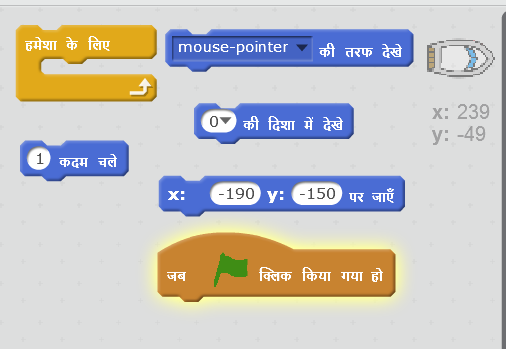 हमेशा के लिए
mouse-pointer की तरफ देखे
0 की दिशा में देखे
x: 239
y: -49
1 कदम चले
x: -190 y: -150 पर जाएँ
जब क्लिक किया गया हो